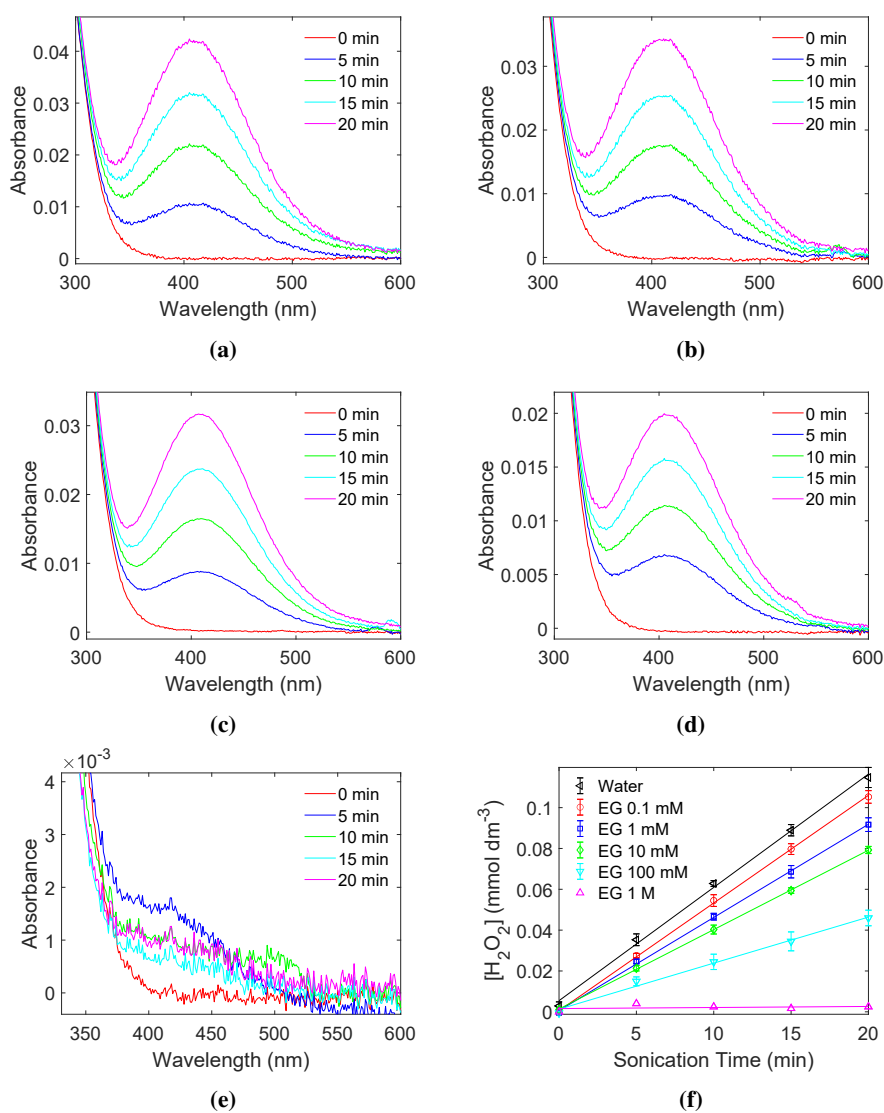 0.04
0.03
0.02
0.01
0
300
400
500
600
Absorbance
Wavelength (nm)
0 min
5 min
10 min
15 min
20 min
(a)
0.03
0.02
0.01
0
300
400
500
600
Absorbance
Wavelength (nm)
0 min
5 min
10 min
15 min
20 min
(b)
0.03
0.02
0.01
0
300
400
500
600
Absorbance
Wavelength (nm)
0 min
5 min
10 min
15 min
20 min
(c)
0.02
0.015
0.01
0.005
0
300
400
500
600
Absorbance
Wavelength (nm)
0 min
5 min
10 min
15 min
20 min
(d)
×10⁻³
4
3
2
1
0
350
400
450
500
550
600
Absorbance
Wavelength (nm)
0 min
5 min
10 min
15 min
20 min
(e)
0.1
0.08
0.06
0.04
0.02
0
0
5
10
15
20
[H₂O₂] (mmol dm⁻³)
Sonication Time (min)
Water
EG 0.1 mM
EG 1 mM
EG 10 mM
EG 100 mM
EG 1 M
(f)